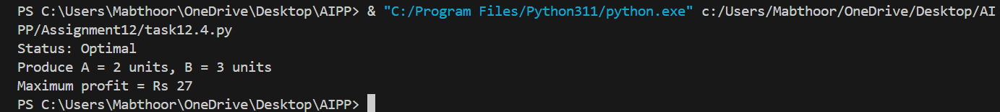 PS C:\Users\Mabthoor\OneDrive\Desktop\AIPP> & "C:/Program Files/Python311/python.exe" c:/Users/Mabthoor/OneDrive/Desktop/AI
PP/Assignment12/task12.4.py
Status: Optimal
Produce A = 2 units, B = 3 units
Maximum profit = Rs 27
PS C:\Users\Mabthoor\OneDrive\Desktop\AIPP>